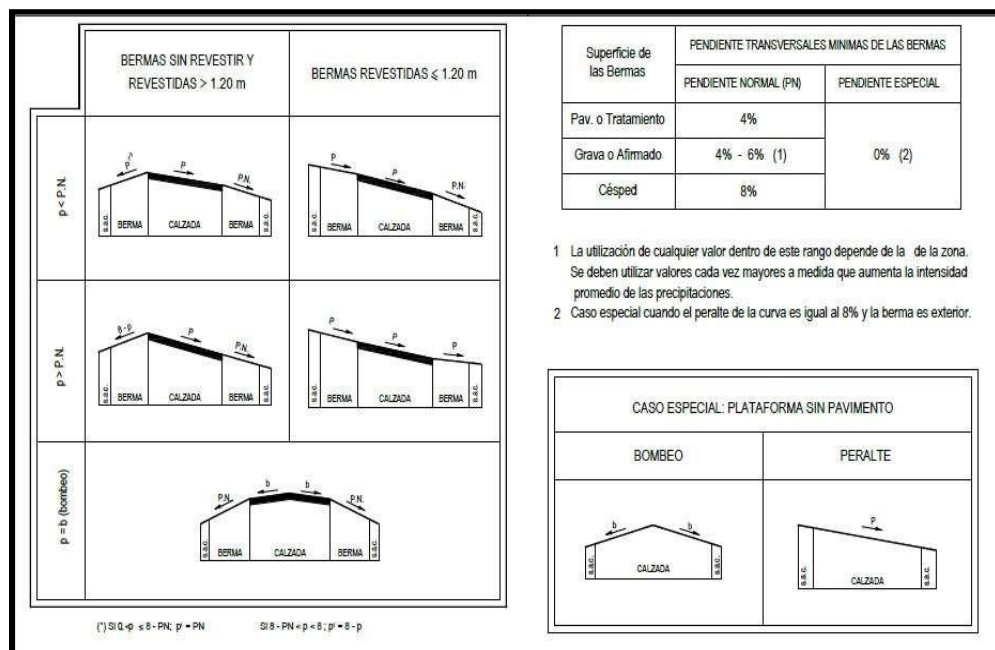 BERMAS SIN REVESTIR Y
REVESTIDAS > 1.20 m
BERMAS REVESTIDAS ⩽ 1.20 m
p < P.N.
(*)
P
P
P.N.
s.a.c.
BERMA
CALZADA
BERMA
s.a.c.
P
P
P.N.
s.a.c.
BERMA
CALZADA
BERMA
s.a.c.
p > P.N.
8 - p
P
P.N.
s.a.c.
BERMA
CALZADA
BERMA
s.a.c.
P
P
P
s.a.c.
BERMA
CALZADA
BERMA
s.a.c.
p = b (bombeo)
P.N.
b
b
P.N.
s.a.c.
BERMA
CALZADA
BERMA
s.a.c.
≤ 8 - PN; p' = PN
SI 8 - PN < p < 8 ; p' = 8 - p
Superficie de
las Bermas
PENDIENTE TRANSVERSALES MINIMAS DE LAS BERMAS
PENDIENTE NORMAL (PN)
PENDIENTE ESPECIAL
Pav. o Tratamiento
4%
Grava o Afirmado
4% - 6% (1)
0% (2)
Césped
8%
1 La utilización de cualquier valor dentro de este rango depende de la de la zona.
Se deben utilizar valores cada vez mayores a medida que aumenta la intensidad
promedio de las precipitaciones.
2 Caso especial cuando el peralte de la curva es igual al 8% y la berma es exterior.
CASO ESPECIAL: PLATAFORMA SIN PAVIMENTO
BOMBEO
PERALTE
b
b
s.a.c.
CALZADA
s.a.c.
P
s.a.c.
CALZADA
s.a.c.